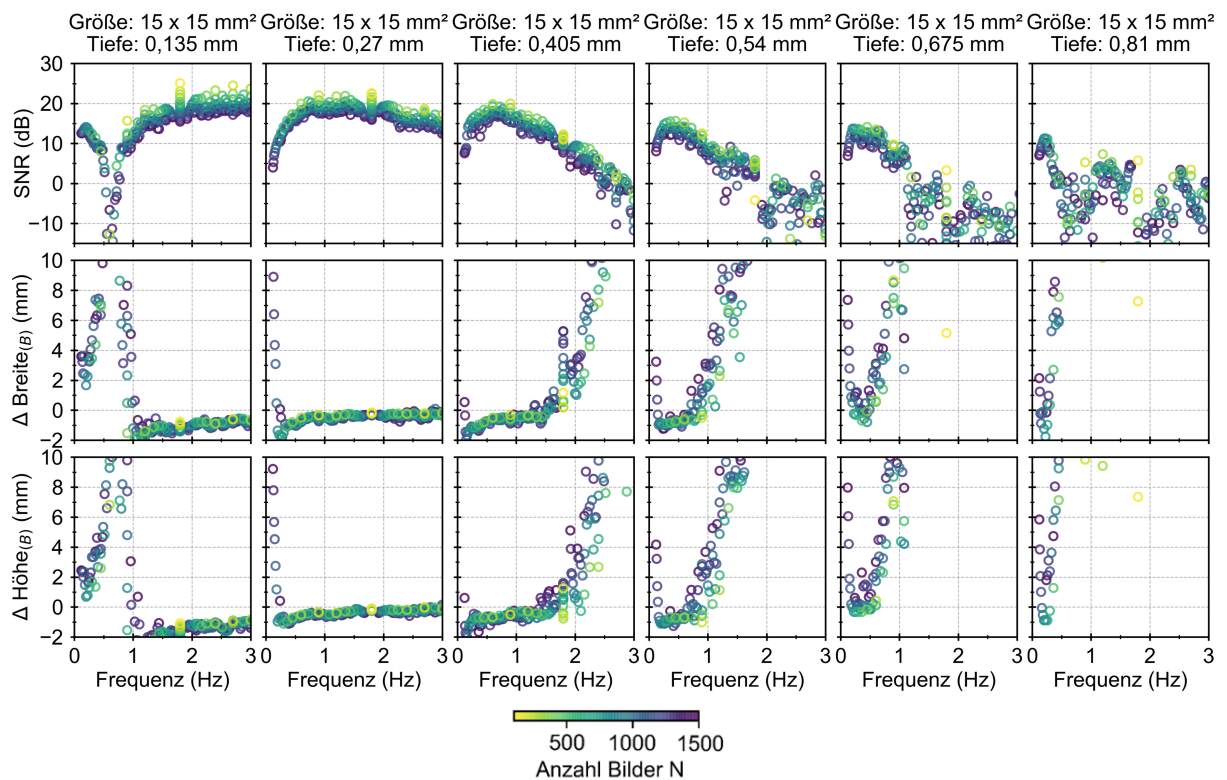 Größe: 15 x 15 mm² Größe: 15 x 15 mm² Größe: 15 x 15 mm² Größe: 15 x 15 mm² Größe: 15 x 15 mm² Größe: 15 x 15 mm²
Tiefe: 0,135 mm Tiefe: 0,27 mm Tiefe: 0,405 mm Tiefe: 0,54 mm Tiefe: 0,675 mm Tiefe: 0,81 mm
SNR (dB)
30
20
10
0
−10
Δ Breite(B) (mm)
10
8
6
4
2
0
−2
Δ Höhe(B) (mm)
10
8
6
4
2
0
−2
0 1 2 3 0 1 2 3 0 1 2 3 0 1 2 3 0 1 2 3 0 1 2 3
Frequenz (Hz) Frequenz (Hz) Frequenz (Hz) Frequenz (Hz) Frequenz (Hz) Frequenz (Hz)
500 1000 1500
Anzahl Bilder N